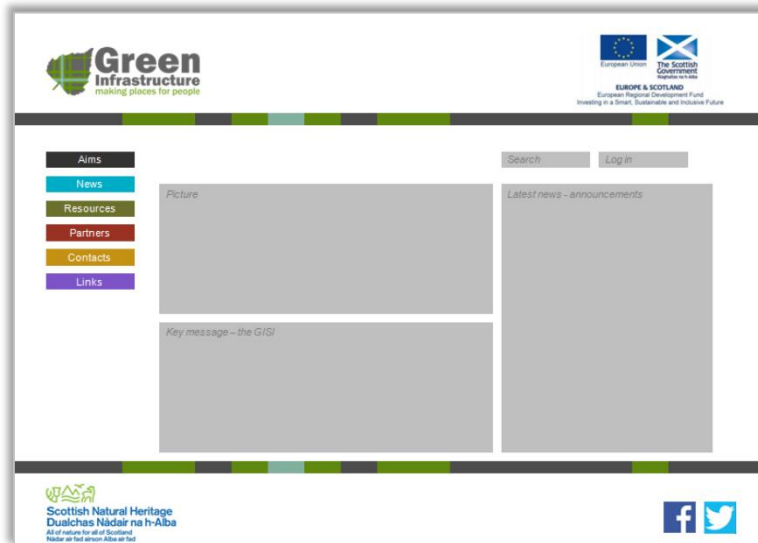 Green
Infrastructure
making places for people
European Union
The Scottish
Government
Riaghaltas na h-Alba
EUROPE & SCOTLAND
European Regional Development Fund
Investing in a Smart, Sustainable and Inclusive Future
Aims
News
Resources
Partners
Contacts
Links
Search
Log in
Picture
Latest news - announcements
Key message – the GISI
Scottish Natural Heritage
Dualchas Nàdair na h-Alba
All of nature for all of Scotland
Nàdar air fad airson Alba air fad